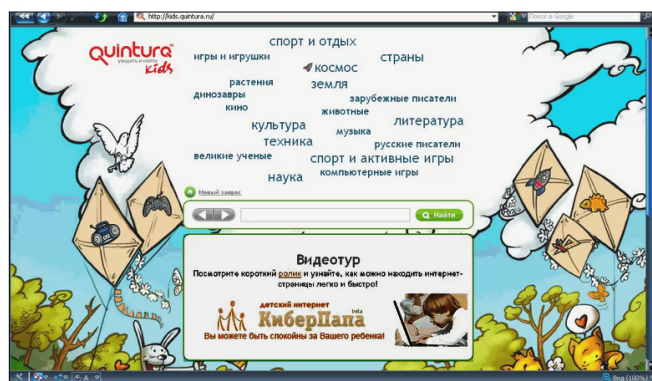 http://kids.quintura.ru/
Поиск в Google
Quintura
увидеть и найти
Kids
спорт и отдых
игры и игрушки
страны
космос
растения
земля
динозавры
зарубежные писатели
кино
животные
культура
литература
музыка
техника
русские писатели
великие ученые
спорт и активные игры
наука
компьютерные игры
Новый запрос
Найти
Видеотур
Посмотрите короткий ролик и узнайте, как можно находить интернет-
страницы легко и быстро!
детский интернет
beta
КиберПапа
Вы можете быть спокойны за Вашего ребенка!
Вид (100%)